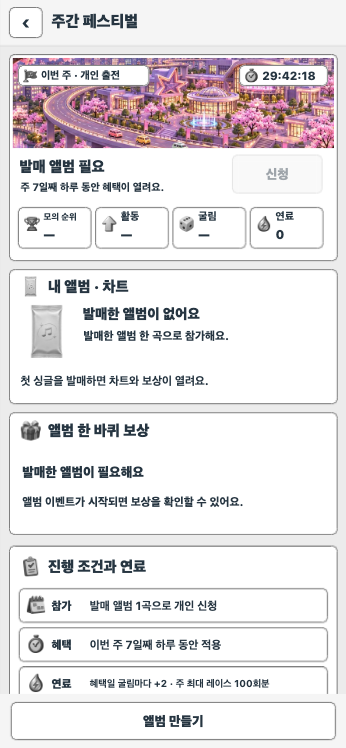 ‹ 주간 페스티벌
이번 주 · 개인 출전
29:42:18
발매 앨범 필요
주 7일째 하루 동안 혜택이 열려요.
신청
모의 순위
—
활동
—
굴림
—
연료
0
내 앨범 · 차트
발매한 앨범이 없어요
발매한 앨범 한 곡으로 참가해요.
첫 싱글을 발매하면 차트와 보상이 열려요.
앨범 한 바퀴 보상
발매한 앨범이 필요해요
앨범 이벤트가 시작되면 보상을 확인할 수 있어요.
진행 조건과 연료
참가 발매 앨범 1곡으로 개인 신청
혜택 이번 주 7일째 하루 동안 적용
연료 혜택일 굴림마다 +2 · 주 최대 레이스 100회분
앨범 만들기